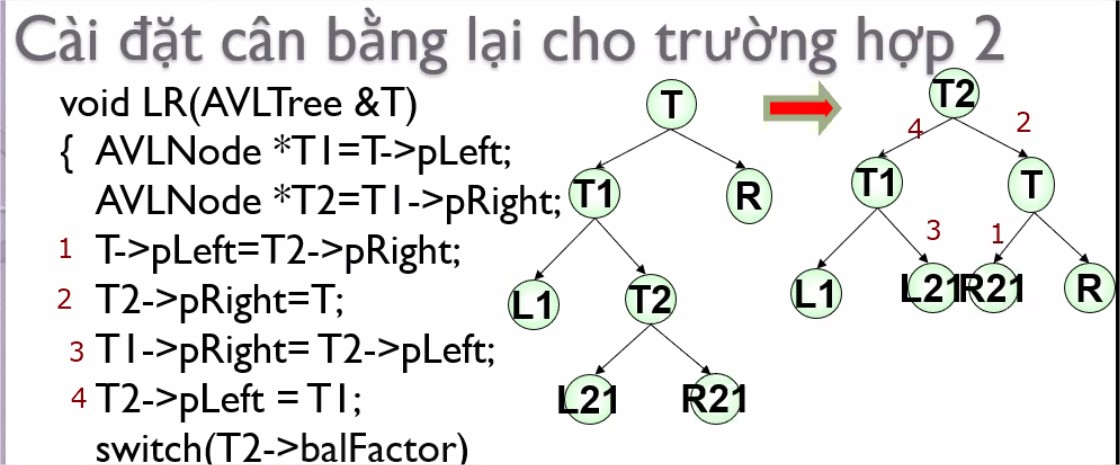 Cài đặt cân bằng lại cho trường hợp 2
void LR(AVLTree &T)
{ AVLNode *T1=T->pLeft;
AVLNode *T2=T1->pRight;
1 T->pLeft=T2->pRight;
2 T2->pRight=T;
3 T1->pRight= T2->pLeft;
4 T2->pLeft = T1;
switch(T2->balFactor)
T
T1
R
L1
T2
L21
R21
T2
4
2
T1
T
3
1
L1
L21
R21
R